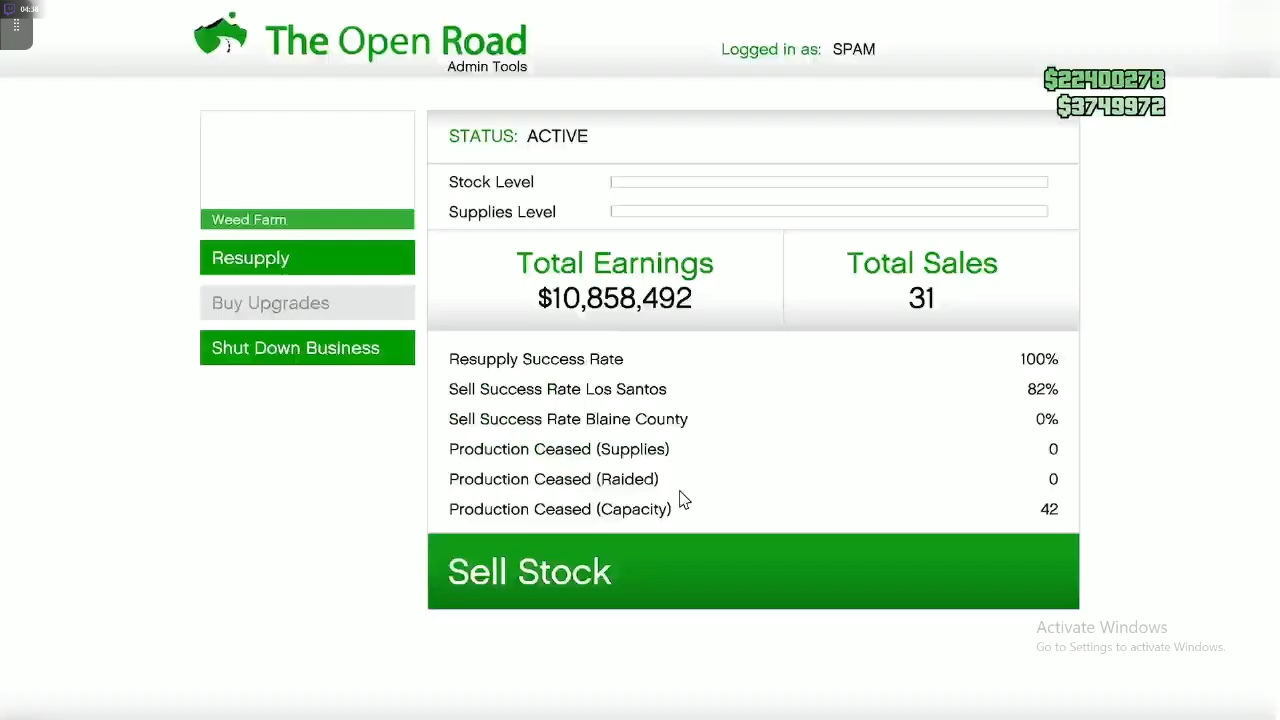 04:38
The Open Road
Admin Tools
Logged in as: SPAM
$22400278
$3749972
Weed Farm
Resupply
Buy Upgrades
Shut Down Business
STATUS: ACTIVE
Stock Level
Supplies Level
Total Earnings
$10,858,492
Total Sales
31
Resupply Success Rate 100%
Sell Success Rate Los Santos 82%
Sell Success Rate Blaine County 0%
Production Ceased (Supplies) 0
Production Ceased (Raided) 0
Production Ceased (Capacity) 42
Sell Stock
Activate Windows
Go to Settings to activate Windows.